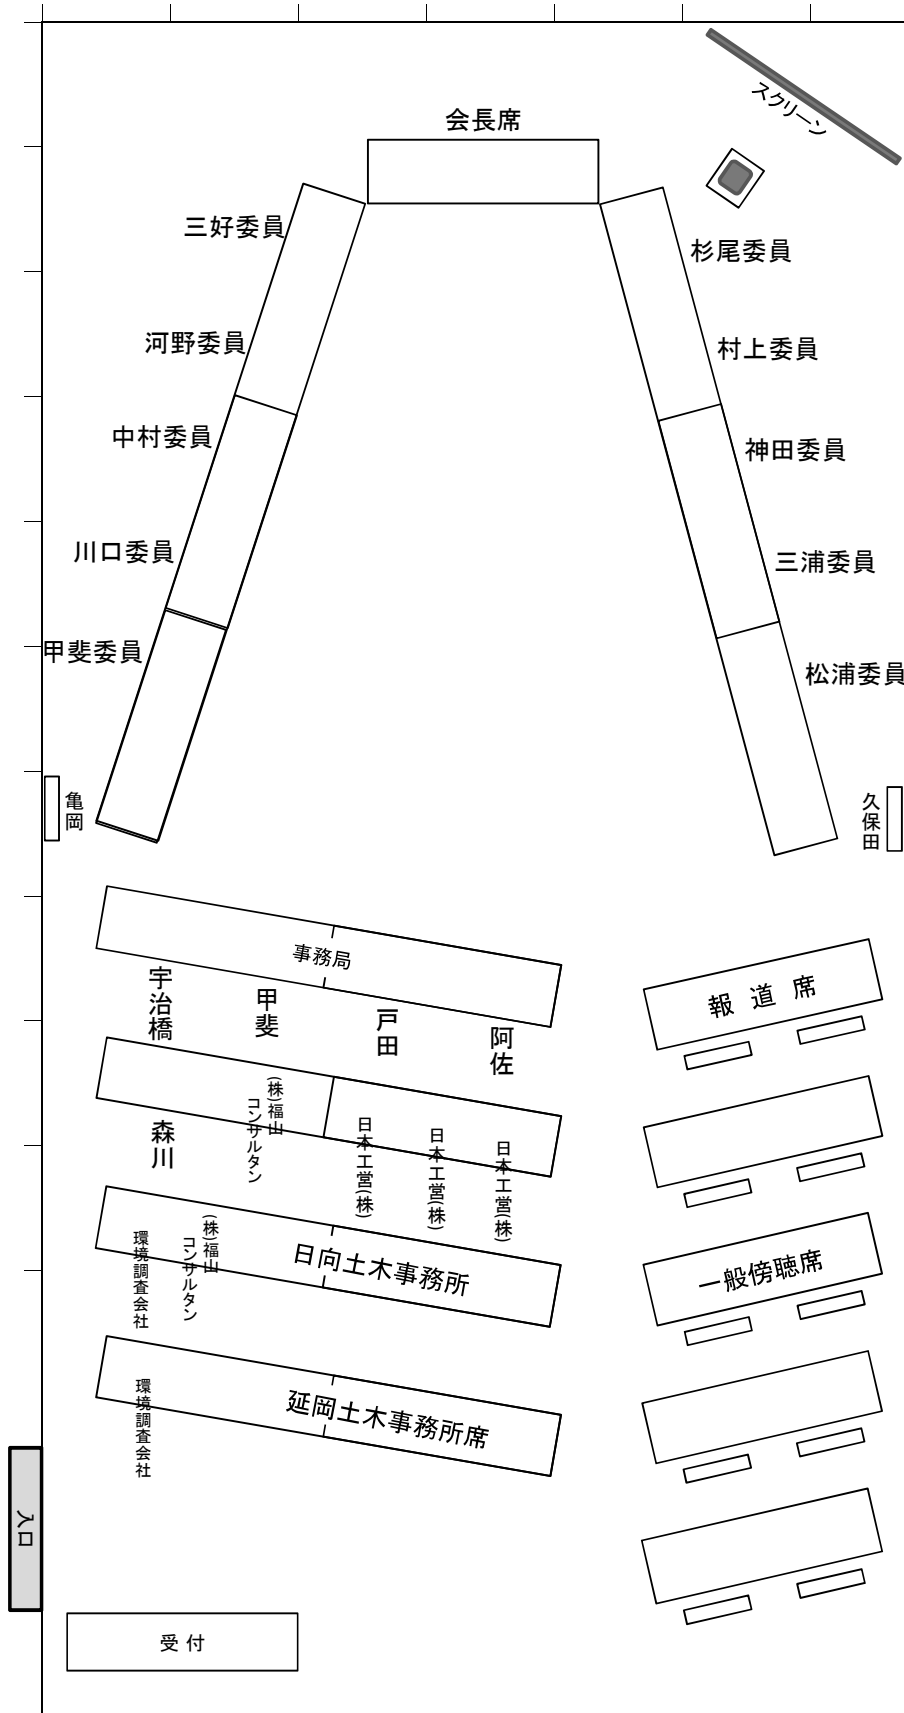 スクリーン
会長席
三好委員
杉尾委員
河野委員
村上委員
中村委員
神田委員
川口委員
三浦委員
甲斐委員
松浦委員
亀岡
久保田
事務局
宇治橋
甲斐
戸田
阿佐
報道席
森川
(株)福山
コンサルタン
日本工営(株)
日本工営(株)
日本工営(株)
環境調査会社
(株)福山
コンサルタン
日向土木事務所
一般傍聴席
環境調査会社
延岡土木事務所席
入口
受付